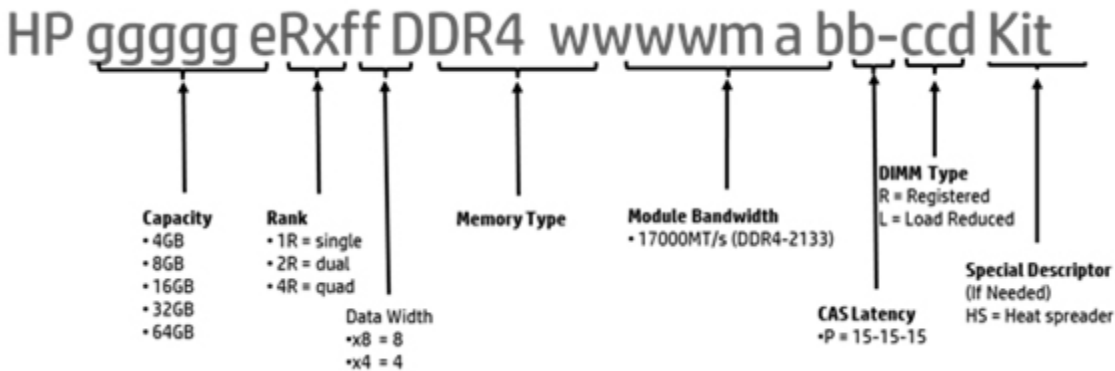 HP ggggg eRxff DDR4 wwwwm a bb-ccd Kit
Capacity
• 4GB
• 8GB
• 16GB
• 32GB
• 64GB
Rank
• 1R = single
• 2R = dual
• 4R = quad
Data Width
•x8 = 8
•x4 = 4
Memory Type
Module Bandwidth
• 17000MT/s (DDR4-2133)
CAS Latency
•P = 15-15-15
DIMM Type
R = Registered
L = Load Reduced
Special Descriptor
(If Needed)
HS = Heat spreader